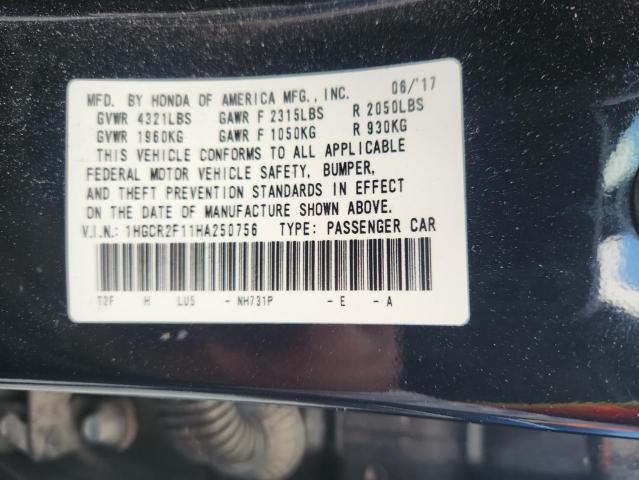 MFD. BY HONDA OF AMERICA MFG., INC. 06/'17
GVWR 4321LBS GAWR F 2315LBS R 2050LBS
GVWR 1960KG GAWR F 1050KG R 930KG
THIS VEHICLE CONFORMS TO ALL APPLICABLE
FEDERAL MOTOR VEHICLE SAFETY, BUMPER,
AND THEFT PREVENTION STANDARDS IN EFFECT
ON THE DATE OF MANUFACTURE SHOWN ABOVE.
V.I.N.: 1HGCR2F11HA250756 TYPE: PASSENGER CAR
T2F H LU5 - NH731P - E - A